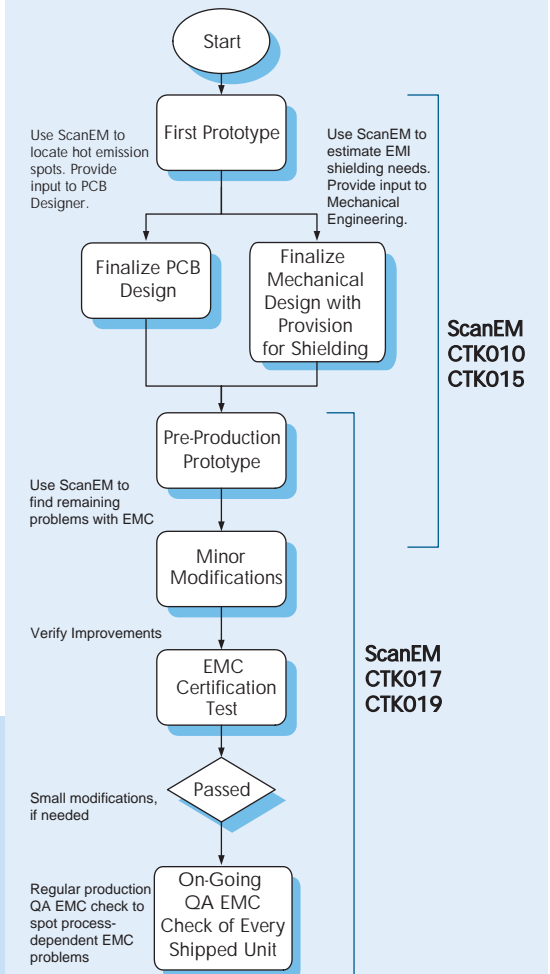 Start
First Prototype
Use ScanEM to
locate hot emission
spots. Provide
input to PCB
Designer.
Use ScanEM to
estimate EMI
shielding needs.
Provide input to
Mechanical
Engineering.
Finalize PCB
Design
Finalize
Mechanical
Design with
Provision
for Shielding
ScanEM
CTK010
CTK015
Pre-Production
Prototype
Use ScanEM to
find remaining
problems with EMC
Minor
Modifications
Verify Improvements
EMC
Certification
Test
ScanEM
CTK017
CTK019
Passed
Small modifications,
if needed
On-Going
QA EMC
Check of Every
Shipped Unit
Regular production
QA EMC check to
spot process-
dependent EMC
problems